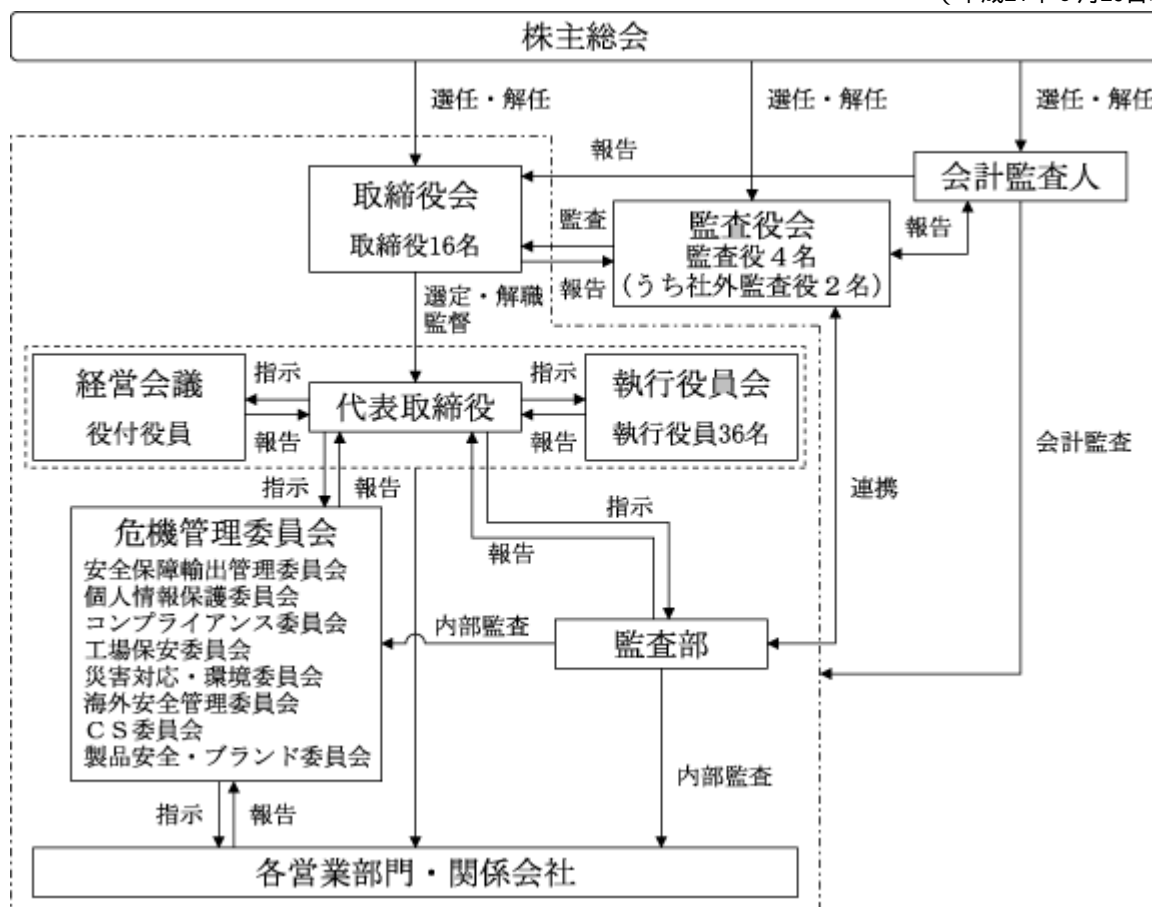 株主総会
選任・解任
選任・解任
選任・解任
報告
取締役会
取締役16名
会計監査人
監査
報告
監査役会
監査役4名
(うち社外監査役2名)
報告
選定・解職
監督
経営会議
役付役員
指示
報告
代表取締役
指示
報告
執行役員会
執行役員36名
会計監査
指示
報告
指示
報告
連携
危機管理委員会
安全保障輸出管理委員会
個人情報保護委員会
コンプライアンス委員会
工場保安委員会
災害対応・環境委員会
海外安全管理委員会
CS委員会
製品安全・ブランド委員会
内部監査
監査部
内部監査
指示
報告
各営業部門・関係会社